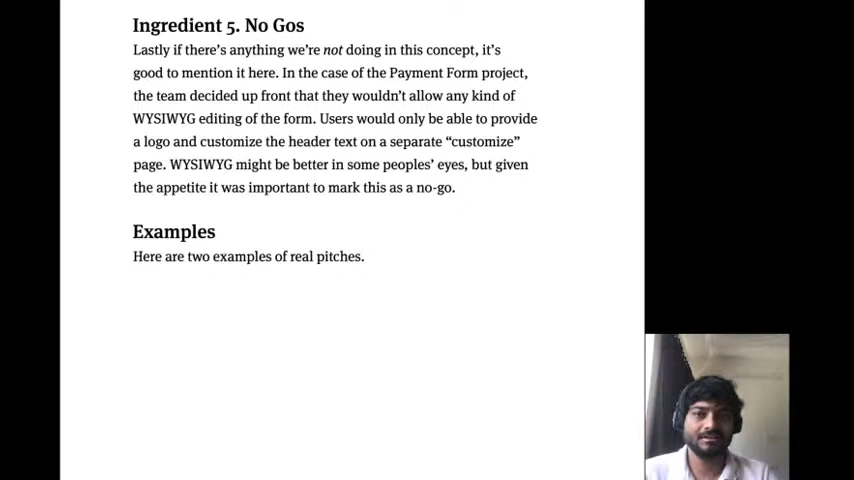 Ingredient 5. No Gos
Lastly if there’s anything we’re not doing in this concept, it’s
good to mention it here. In the case of the Payment Form project,
the team decided up front that they wouldn’t allow any kind of
WYSIWYG editing of the form. Users would only be able to provide
a logo and customize the header text on a separate “customize”
page. WYSIWYG might be better in some peoples’ eyes, but given
the appetite it was important to mark this as a no-go.
Examples
Here are two examples of real pitches.